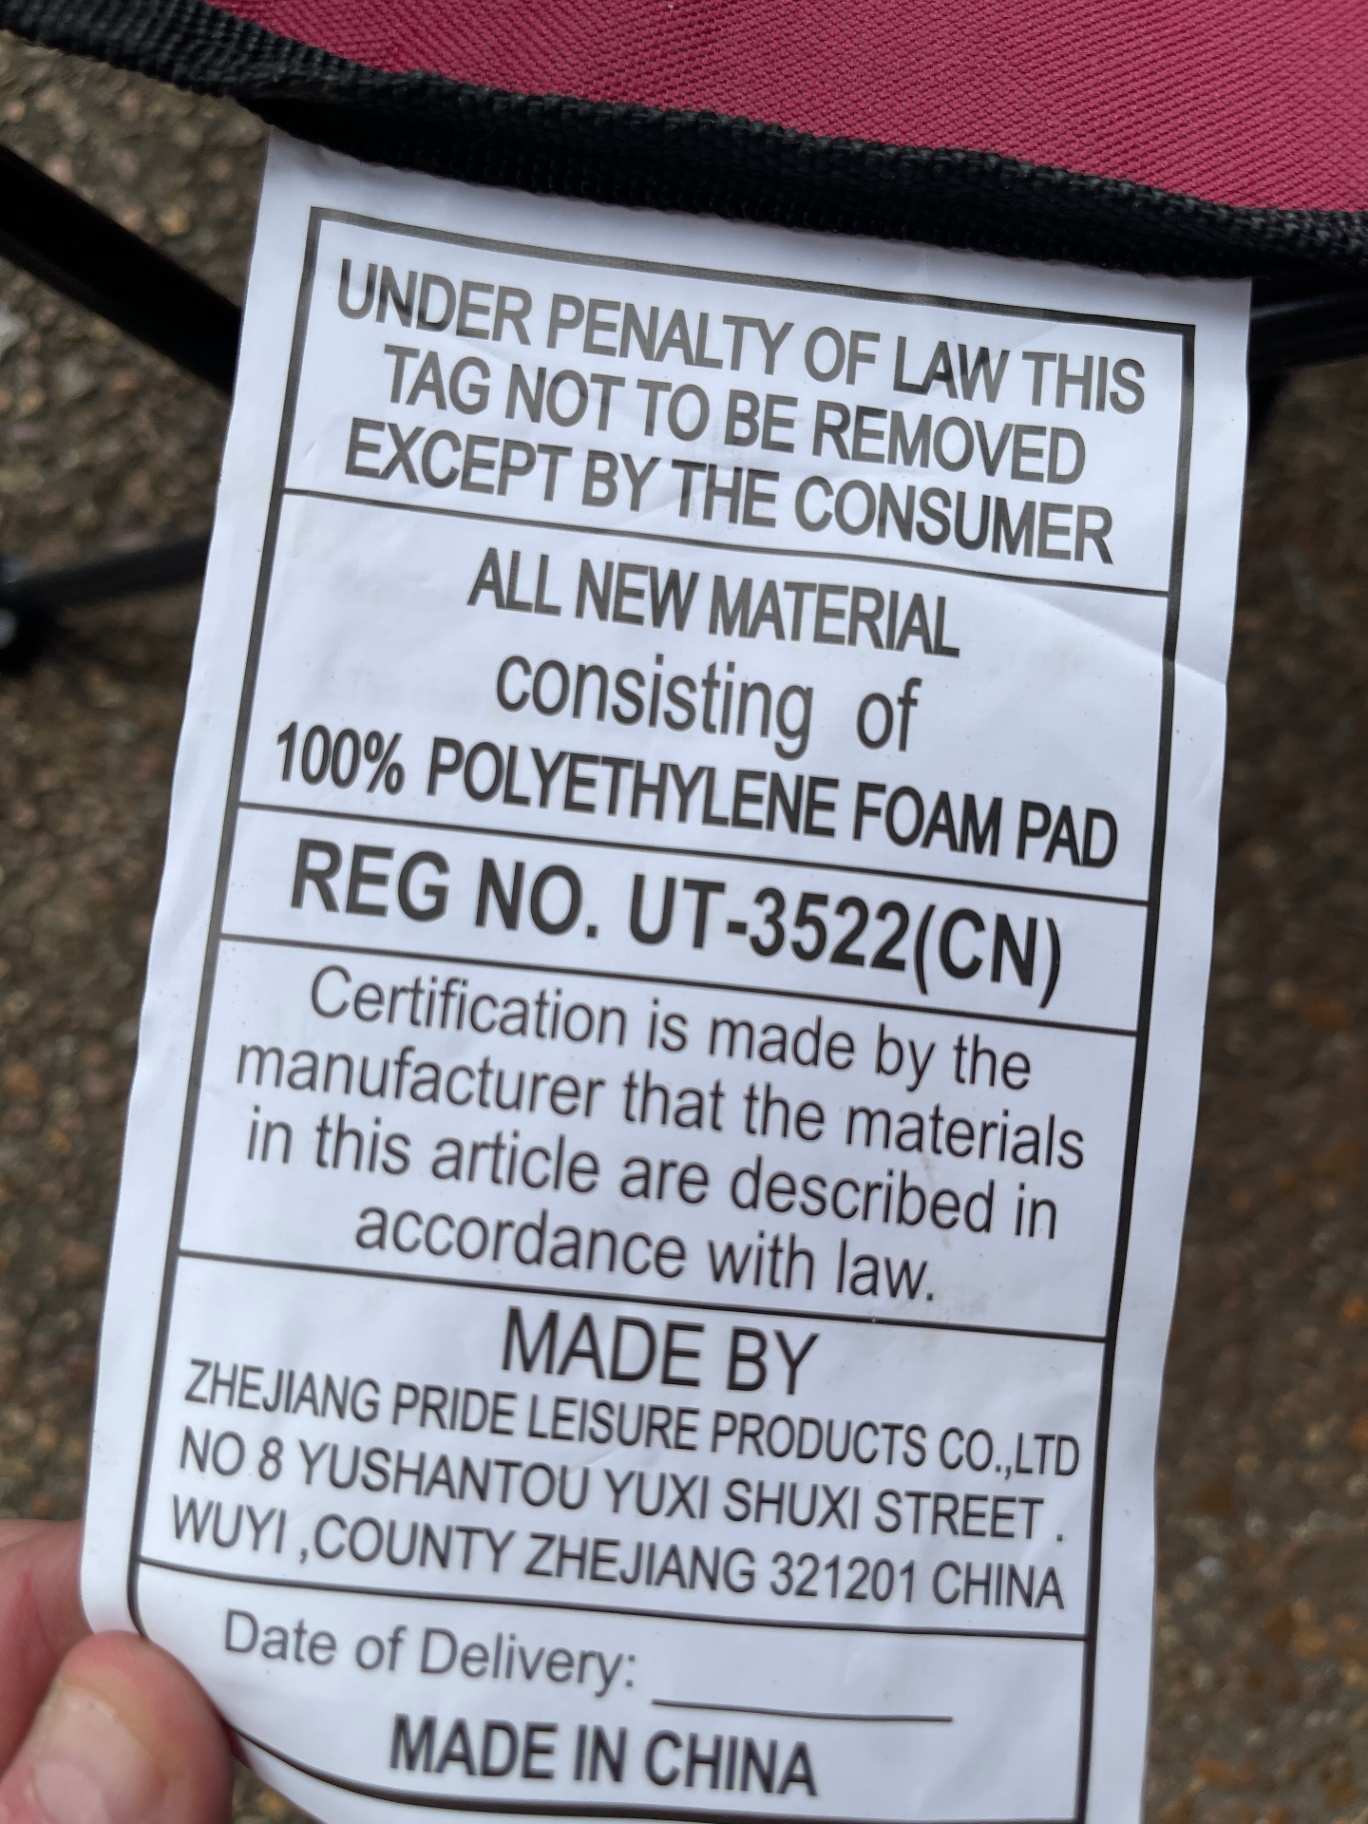 UNDER PENALTY OF LAW THIS
TAG NOT TO BE REMOVED
EXCEPT BY THE CONSUMER
ALL NEW MATERIAL
consisting of
100% POLYETHYLENE FOAM PAD
REG NO. UT-3522(CN)
Certification is made by the
manufacturer that the materials
in this article are described in
accordance with law.
MADE BY
ZHEJIANG PRIDE LEISURE PRODUCTS CO.,LTD
NO 8 YUSHANTOU YUXI SHUXI STREET .
WUYI ,COUNTY ZHEJIANG 321201 CHINA
Date of Delivery: ___________
MADE IN CHINA